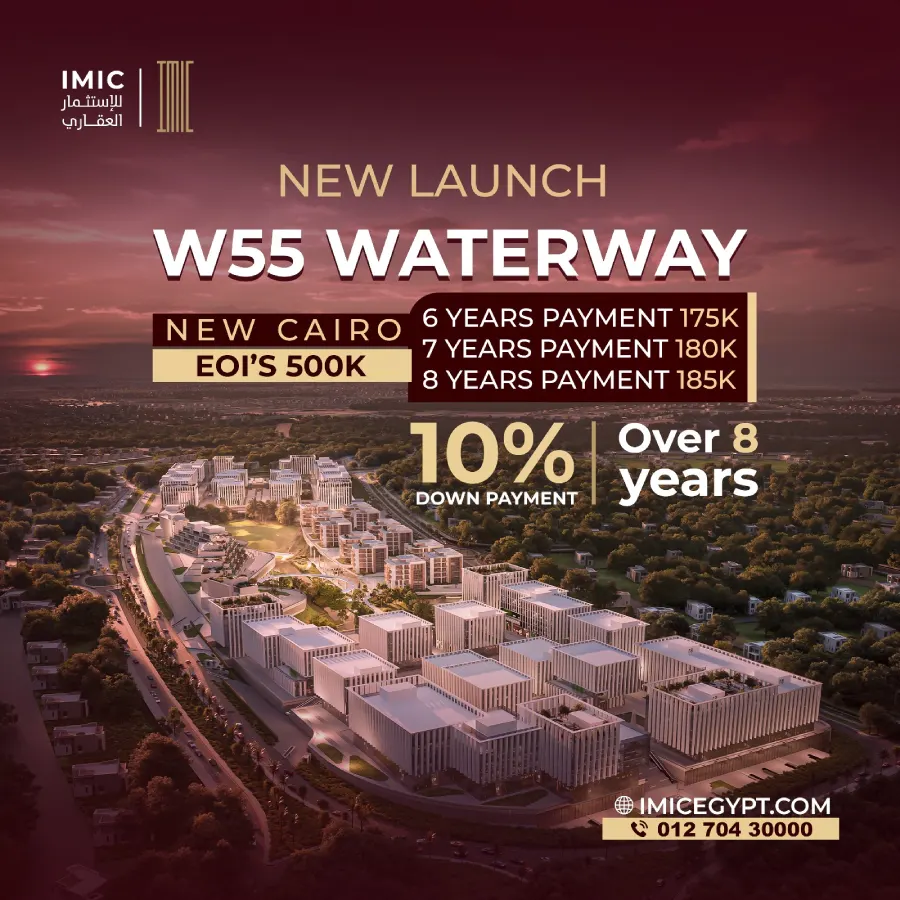 IMIC
للإستثمار
العقاري
IMIC
NEW LAUNCH
W55 WATERWAY
NEW CAIRO
EOI'S 500K
6 YEARS PAYMENT 175K
7 YEARS PAYMENT 180K
8 YEARS PAYMENT 185K
10%
DOWN PAYMENT
Over 8
years
IMICEGYPT.COM
012 704 30000